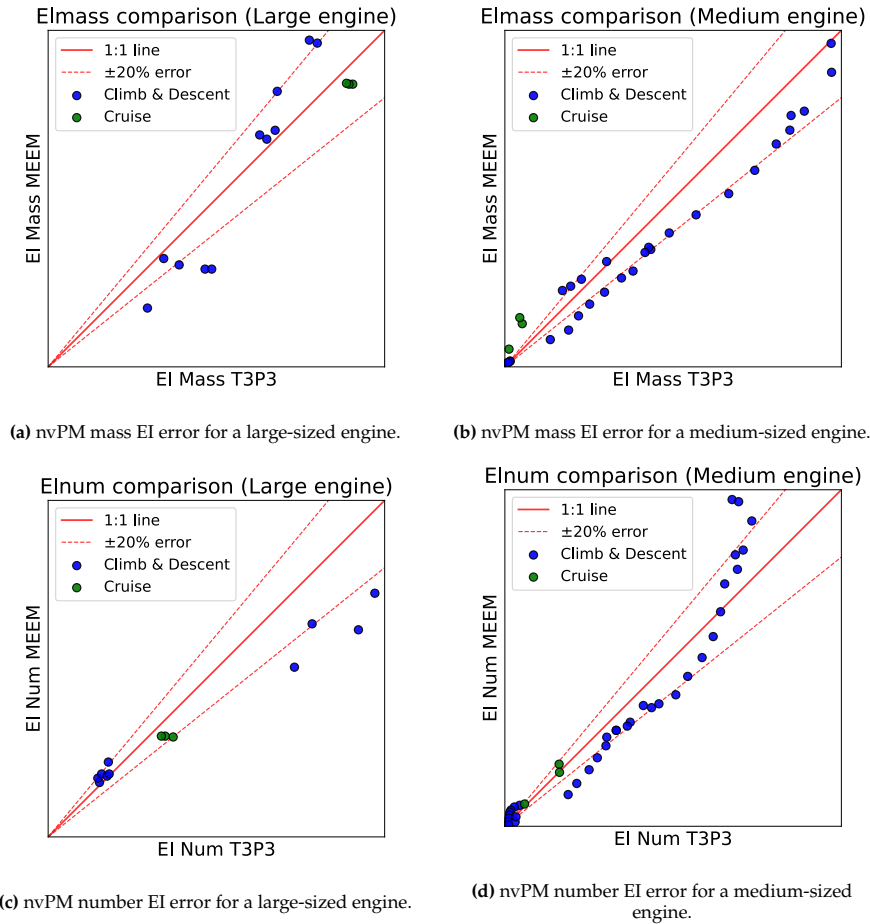 EImass comparison (Large engine)
1:1 line
±20% error
Climb & Descent
Cruise
EI Mass MEEM
EI Mass T3P3
(a) nvPM mass EI error for a large-sized engine.
EImass comparison (Medium engine)
1:1 line
±20% error
Climb & Descent
Cruise
EI Mass MEEM
EI Mass T3P3
(b) nvPM mass EI error for a medium-sized engine.
EInum comparison (Large engine)
1:1 line
±20% error
Climb & Descent
Cruise
EI Num MEEM
EI Num T3P3
(c) nvPM number EI error for a large-sized engine.
EInum comparison (Medium engine)
1:1 line
±20% error
Climb & Descent
Cruise
EI Num MEEM
EI Num T3P3
(d) nvPM number EI error for a medium-sized
engine.